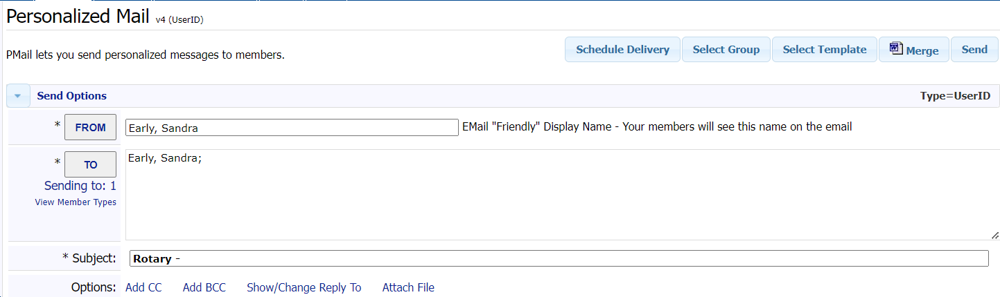 Personalized Mail v4 (UserID)
PMail lets you send personalized messages to members.
Schedule Delivery Select Group Select Template Merge Send
Send Options Type=UserID
* FROM Early, Sandra EMail "Friendly" Display Name - Your members will see this name on the email
* TO Early, Sandra;
Sending to: 1
View Member Types
* Subject: Rotary -
Options: Add CC Add BCC Show/Change Reply To Attach File